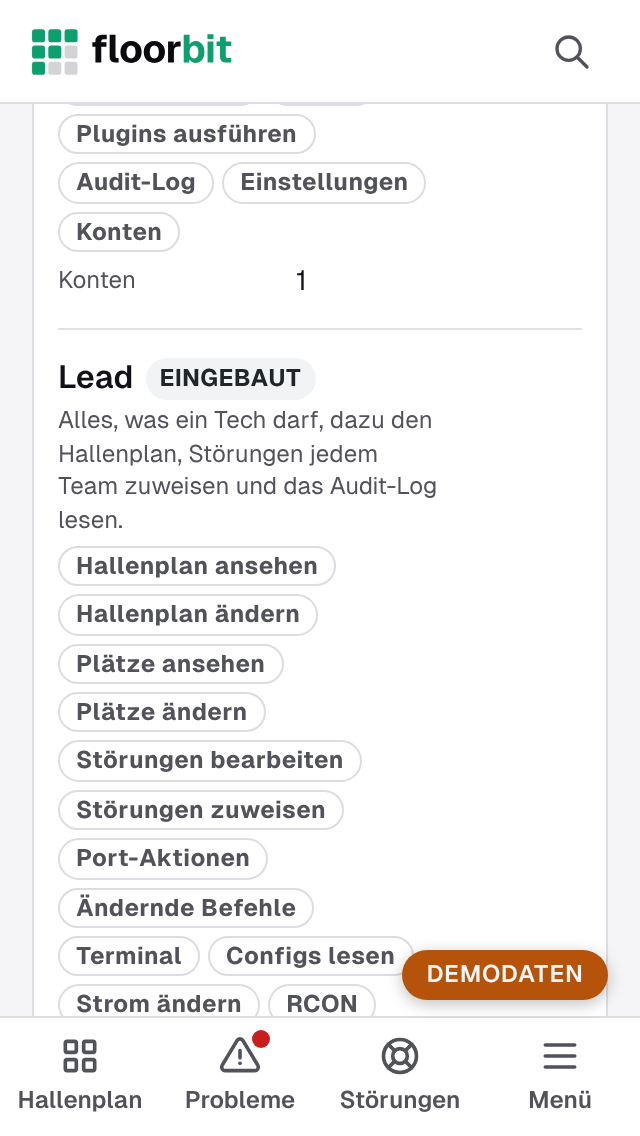 floorbit
Plugins ausführen
Audit-Log Einstellungen
Konten
Konten 1
Lead EINGEBAUT
Alles, was ein Tech darf, dazu den
Hallenplan, Störungen jedem
Team zuweisen und das Audit-Log
lesen.
Hallenplan ansehen
Hallenplan ändern
Plätze ansehen
Plätze ändern
Störungen bearbeiten
Störungen zuweisen
Port-Aktionen
Ändernde Befehle
Terminal Configs lesen
DEMODATEN
Strom ändern RCON
Hallenplan Probleme Störungen Menü